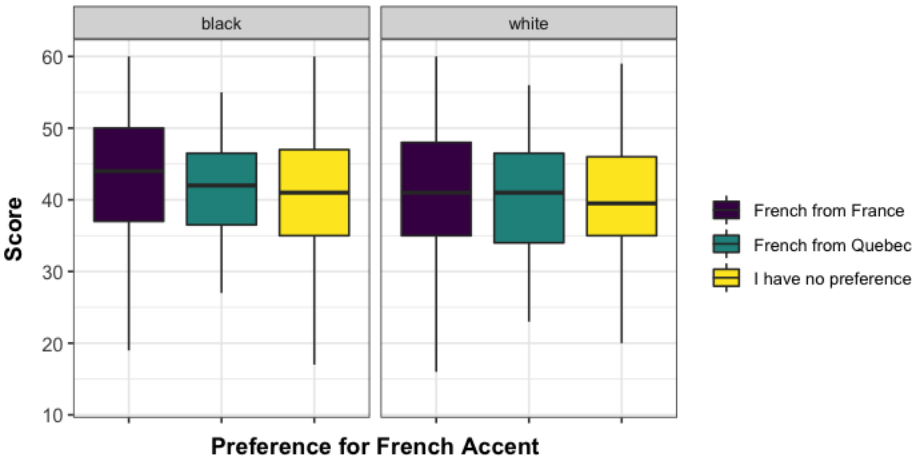 black
white
60
50
40
30
20
10
Score
Preference for French Accent
French from France
French from Quebec
I have no preference